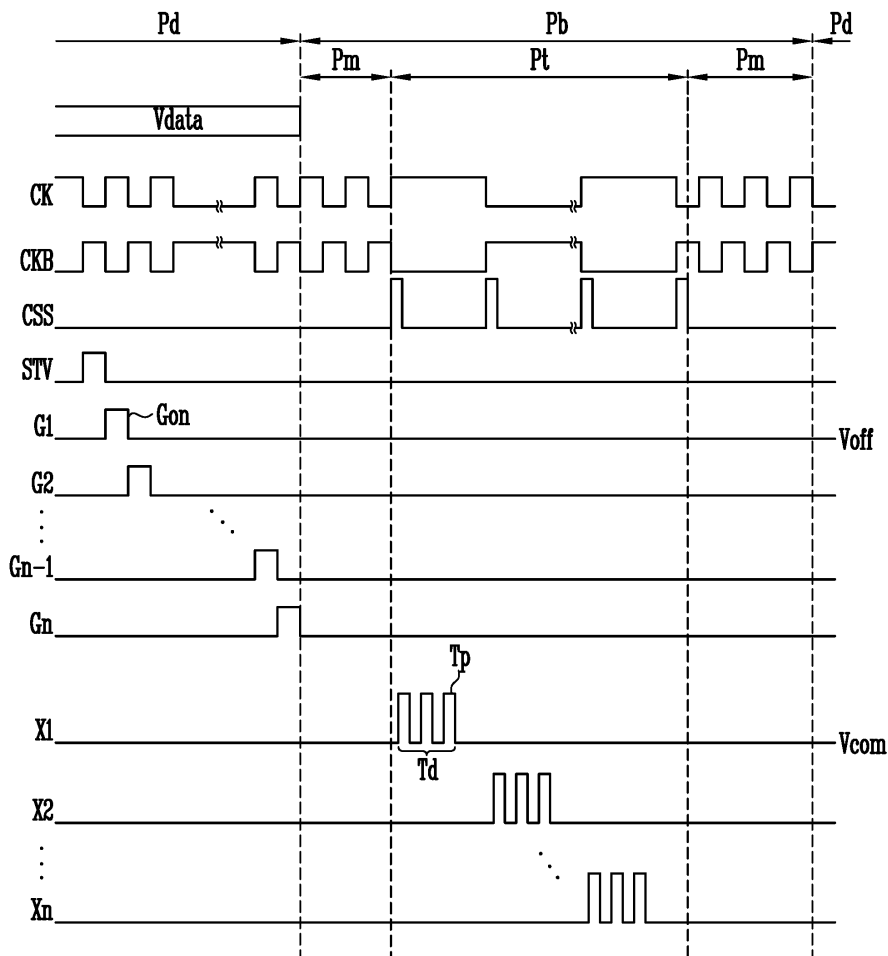 Pd Pb Pd
Pm Pt Pm
Vdata
CK
CKB
CSS
STV
G1 Gon Voff
G2
Gn-1
Gn
Tp
X1 Vcom
Td
X2
Xn